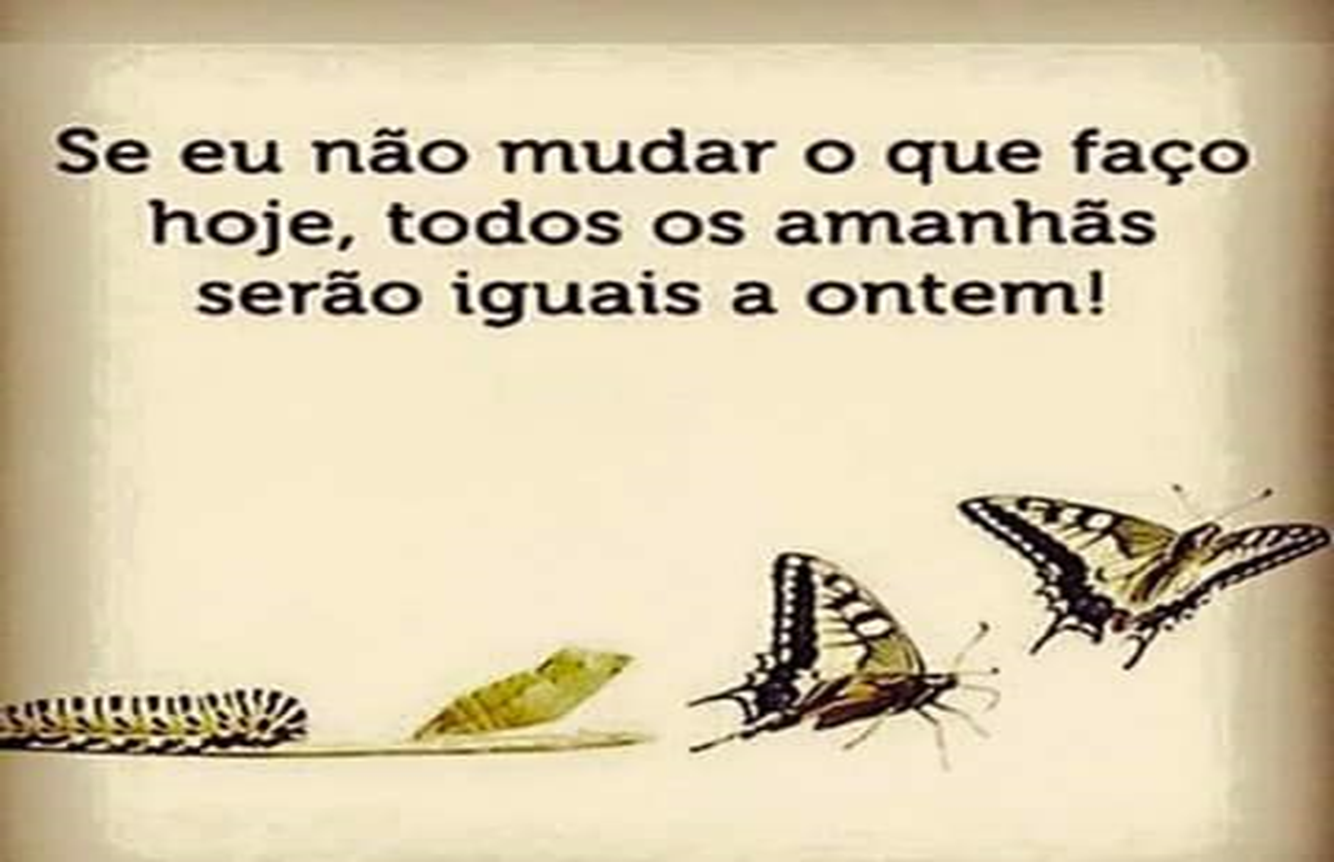 Se eu não mudar o que faço
hoje, todos os amanhãs
serão iguais a ontem!